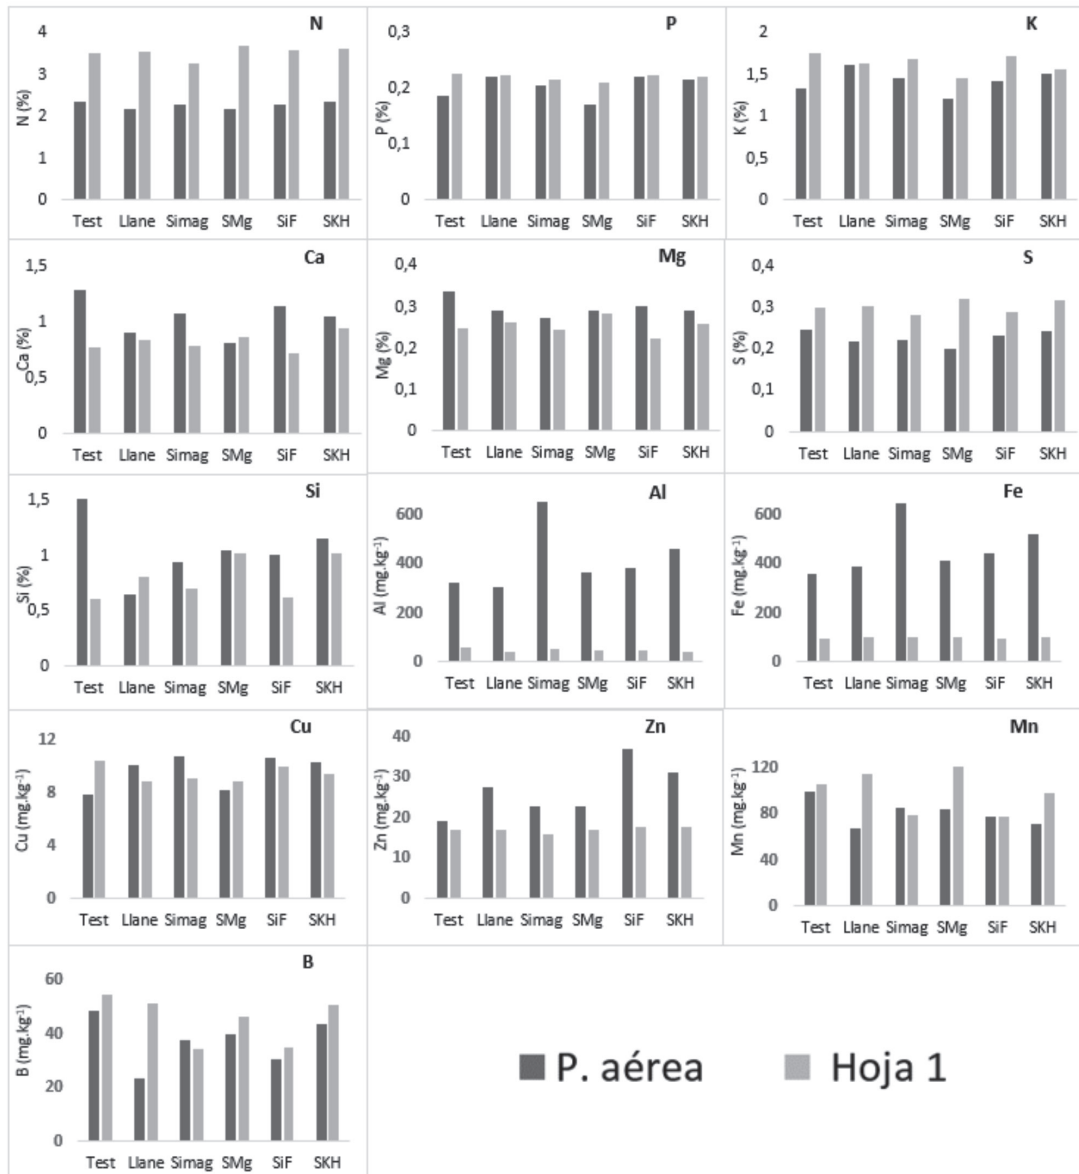 N
N (%)
4
3
2
1
0
Test Llane Simag SMg SiF SKH
P
P (%)
0,3
0,2
0,1
0
Test Llane Simag SMg SiF SKH
K
K (%)
2
1,5
1
0,5
0
Test Llane Simag SMg SiF SKH
Ca
Ca (%)
1,5
1
0,5
0
Test Llane Simag SMg SiF SKH
Mg
Mg (%)
0,4
0,3
0,2
0,1
0
Test Llane Simag SMg SiF SKH
S
S (%)
0,4
0,3
0,2
0,1
0
Test Llane Simag SMg SiF SKH
Si
Si (%)
1,5
1
0,5
0
Test Llane Simag SMg SiF SKH
Al
Al (mg.kg⁻¹)
600
400
200
0
Test Llane Simag SMg SiF SKH
Fe
Fe (mg.kg⁻¹)
600
400
200
0
Test Llane Simag SMg SiF SKH
Cu
Cu (mg.kg⁻¹)
12
8
4
0
Test Llane Simag SMg SiF SKH
Zn
Zn (mg.kg⁻¹)
40
30
20
10
0
Test Llane Simag SMg SiF SKH
Mn
Mn (mg.kg⁻¹)
120
80
40
0
Test Llane Simag SMg SiF SKH
B
B (mg.kg⁻¹)
60
40
20
0
Test Llane Simag SMg SiF SKH
P. aérea Hoja 1